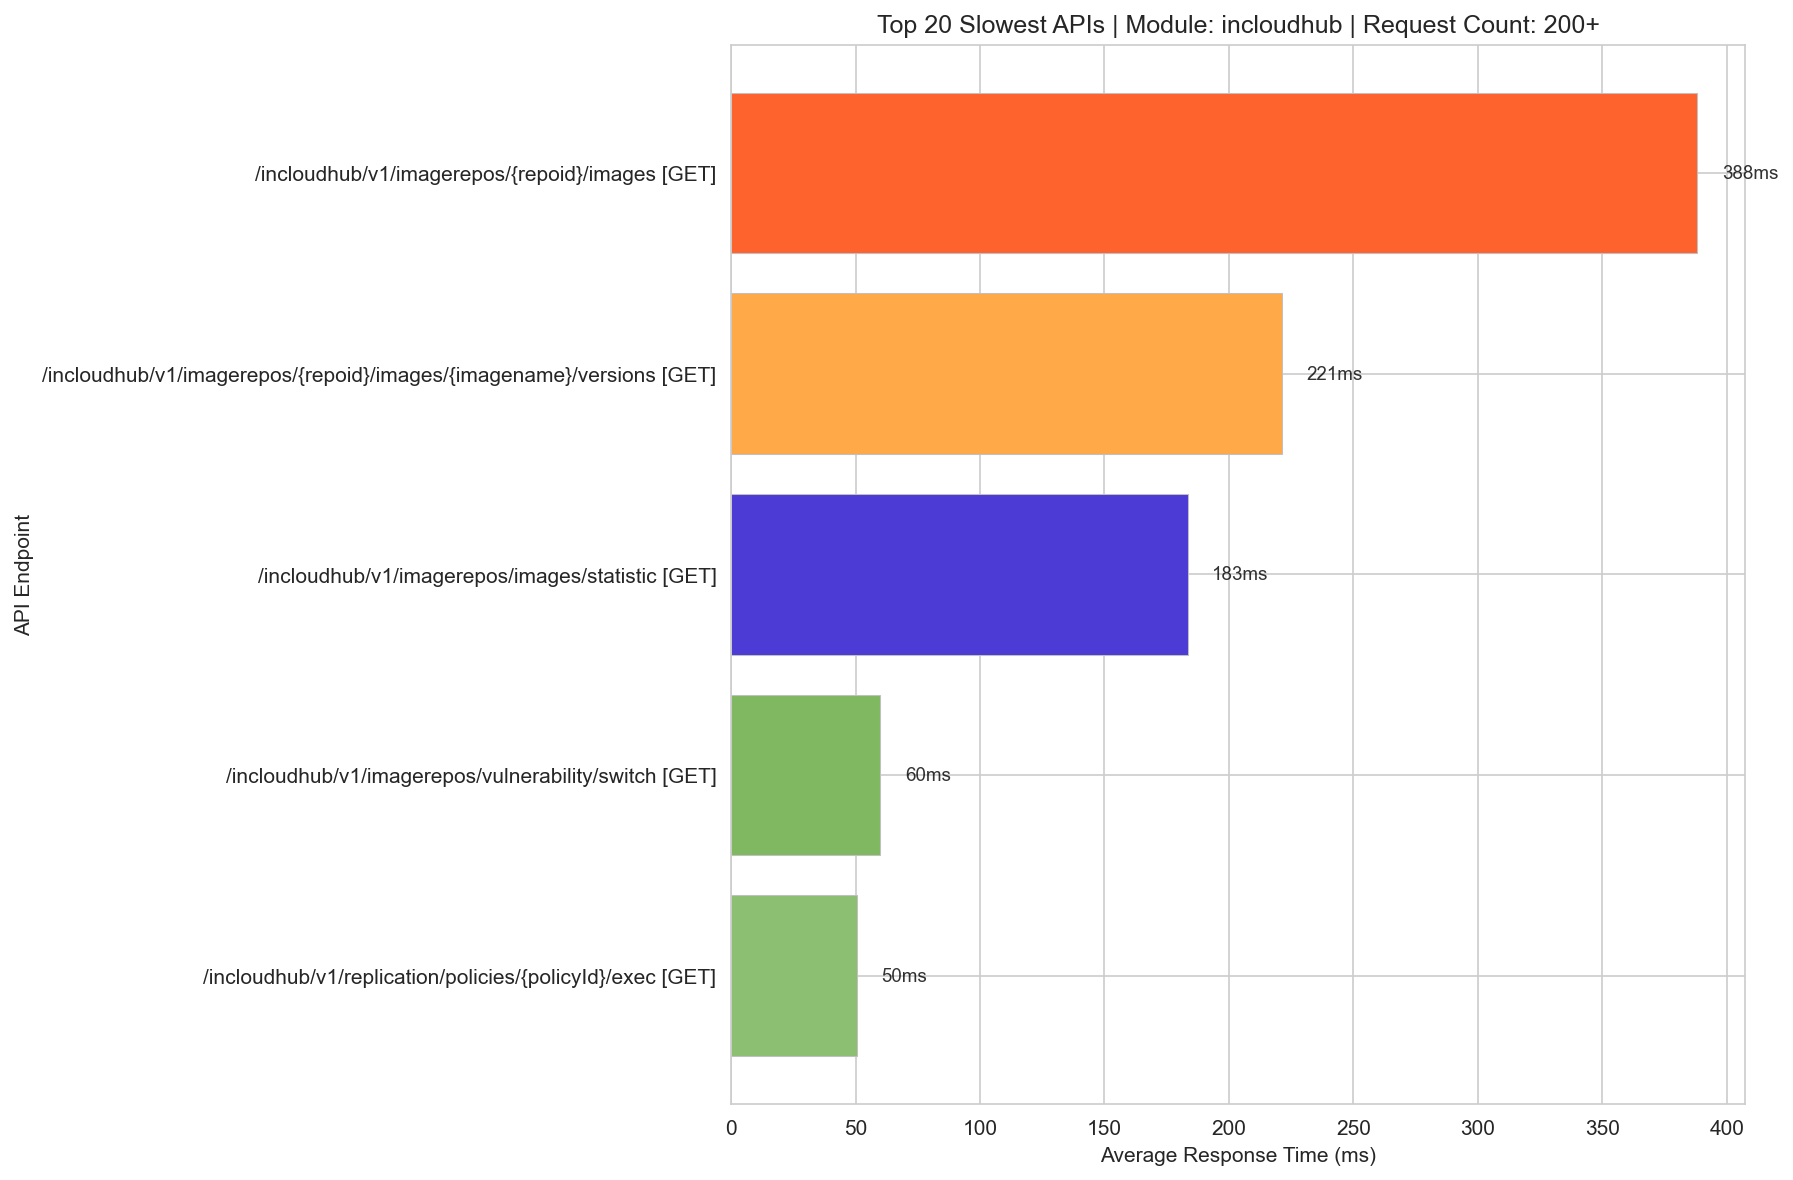 Top 20 Slowest APIs | Module: incloudhub | Request Count: 200+
/incloudhub/v1/imagerepos/{repoid}/images [GET]
388ms
/incloudhub/v1/imagerepos/{repoid}/images/{imagename}/versions [GET]
221ms
/incloudhub/v1/imagerepos/images/statistic [GET]
183ms
/incloudhub/v1/imagerepos/vulnerability/switch [GET]
60ms
/incloudhub/v1/replication/policies/{policyId}/exec [GET]
50ms
API Endpoint
0 50 100 150 200 250 300 350 400
Average Response Time (ms)